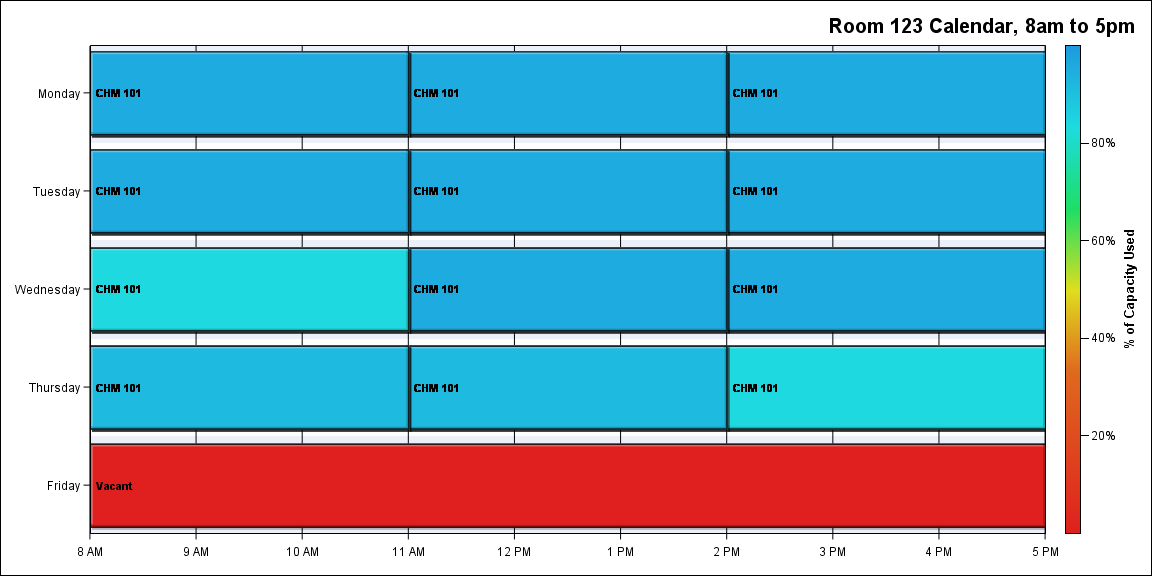 Room 123 Calendar, 8am to 5pm
Monday
CHM 101
CHM 101
CHM 101
Tuesday
CHM 101
CHM 101
CHM 101
Wednesday
CHM 101
CHM 101
CHM 101
Thursday
CHM 101
CHM 101
CHM 101
Friday
Vacant
8 AM
9 AM
10 AM
11 AM
12 PM
1 PM
2 PM
3 PM
4 PM
5 PM
80%
60%
40%
20%
% of Capacity Used